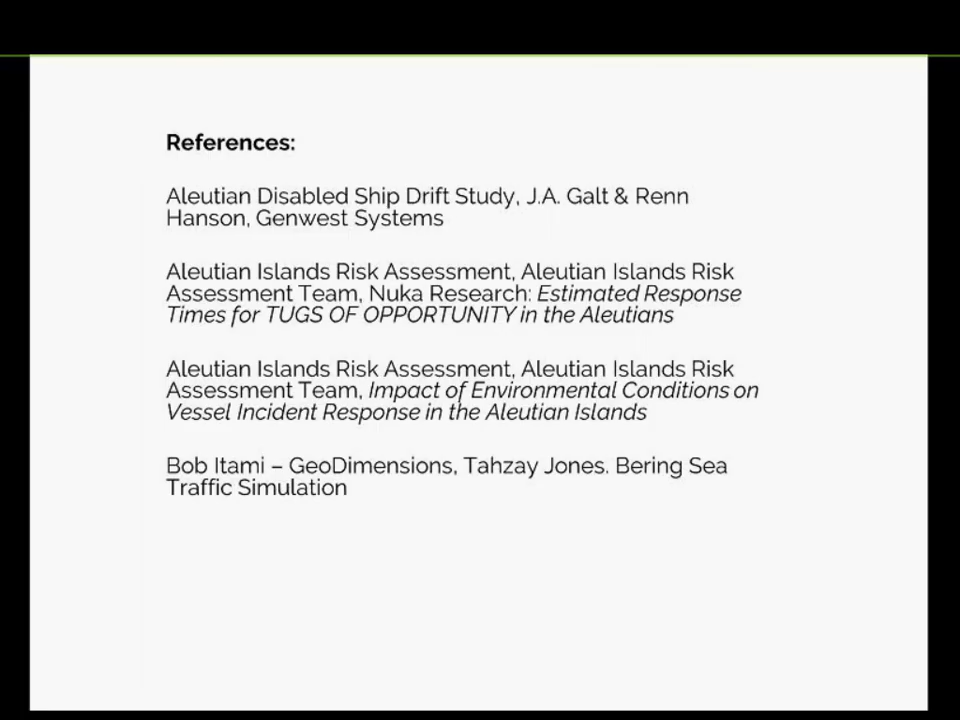 References:
Aleutian Disabled Ship Drift Study, J.A. Galt & Renn
Hanson, Genwest Systems
Aleutian Islands Risk Assessment, Aleutian Islands Risk
Assessment Team, Nuka Research: Estimated Response
Times for TUGS OF OPPORTUNITY in the Aleutians
Aleutian Islands Risk Assessment, Aleutian Islands Risk
Assessment Team, Impact of Environmental Conditions on
Vessel Incident Response in the Aleutian Islands
Bob Itami – GeoDimensions, Tahzay Jones. Bering Sea
Traffic Simulation